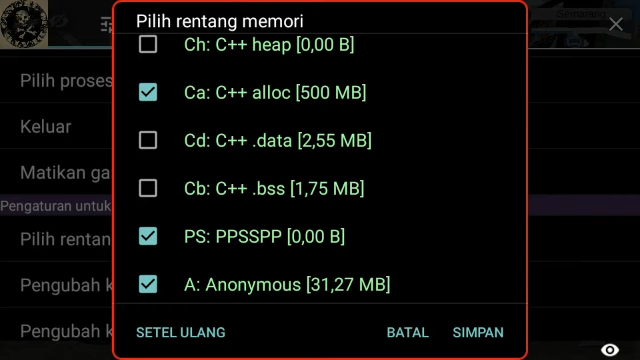 Pilih rentang memori
Semarang
Ch: C++ heap [0,00 B]
Pilih proses
Ca: C++ alloc [500 MB]
Keluar
Cd: C++ .data [2,55 MB]
Matikan ga
Cb: C++ .bss [1,75 MB]
Pengaturan untuk
PS: PPSSPP [0,00 B]
Pilih rentan
A: Anonymous [31,27 MB]
Pengubah k
SETEL ULANG BATAL SIMPAN
Pengubah k